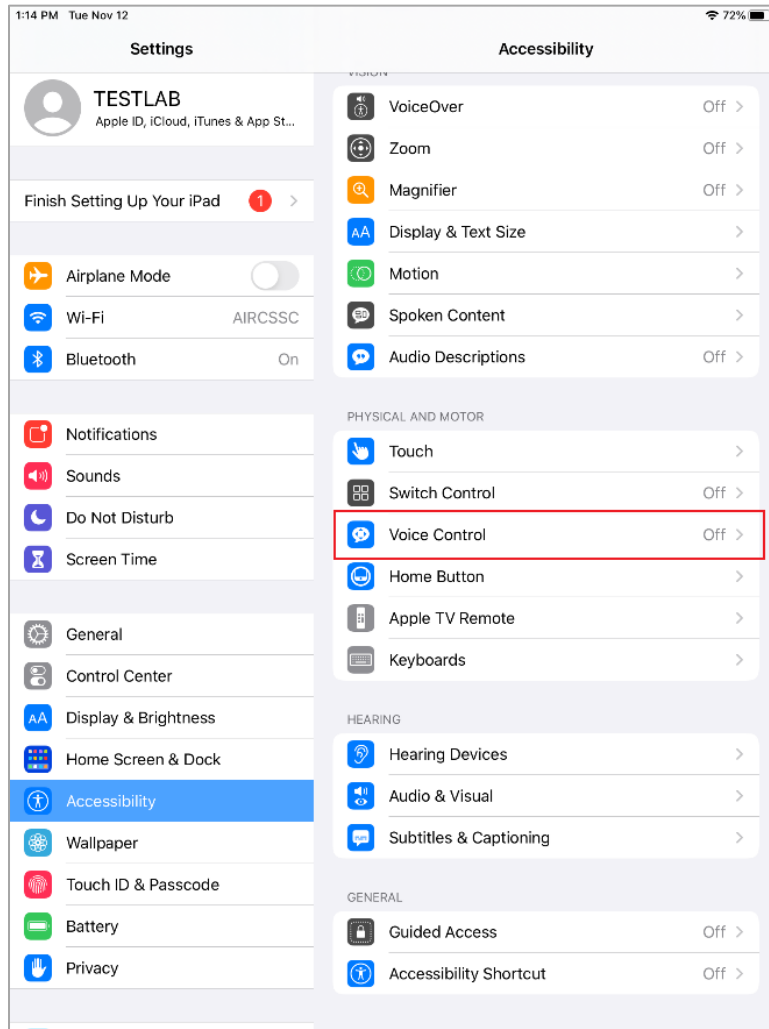 1:14 PM Tue Nov 12
72%
Settings
TESTLAB
Apple ID, iCloud, iTunes & App St...
Finish Setting Up Your iPad 1
Airplane Mode
Wi-Fi AIRCSSC
Bluetooth On
Notifications
Sounds
Do Not Disturb
Screen Time
General
Control Center
AA Display & Brightness
Home Screen & Dock
Accessibility
Wallpaper
Touch ID & Passcode
Battery
Privacy
Accessibility
VISION
VoiceOver Off
Zoom Off
Magnifier Off
AA Display & Text Size
Motion
Spoken Content
Audio Descriptions Off
PHYSICAL AND MOTOR
Touch
Switch Control Off
Voice Control Off
Home Button
Apple TV Remote
Keyboards
HEARING
Hearing Devices
Audio & Visual
Subtitles & Captioning
GENERAL
Guided Access Off
Accessibility Shortcut Off